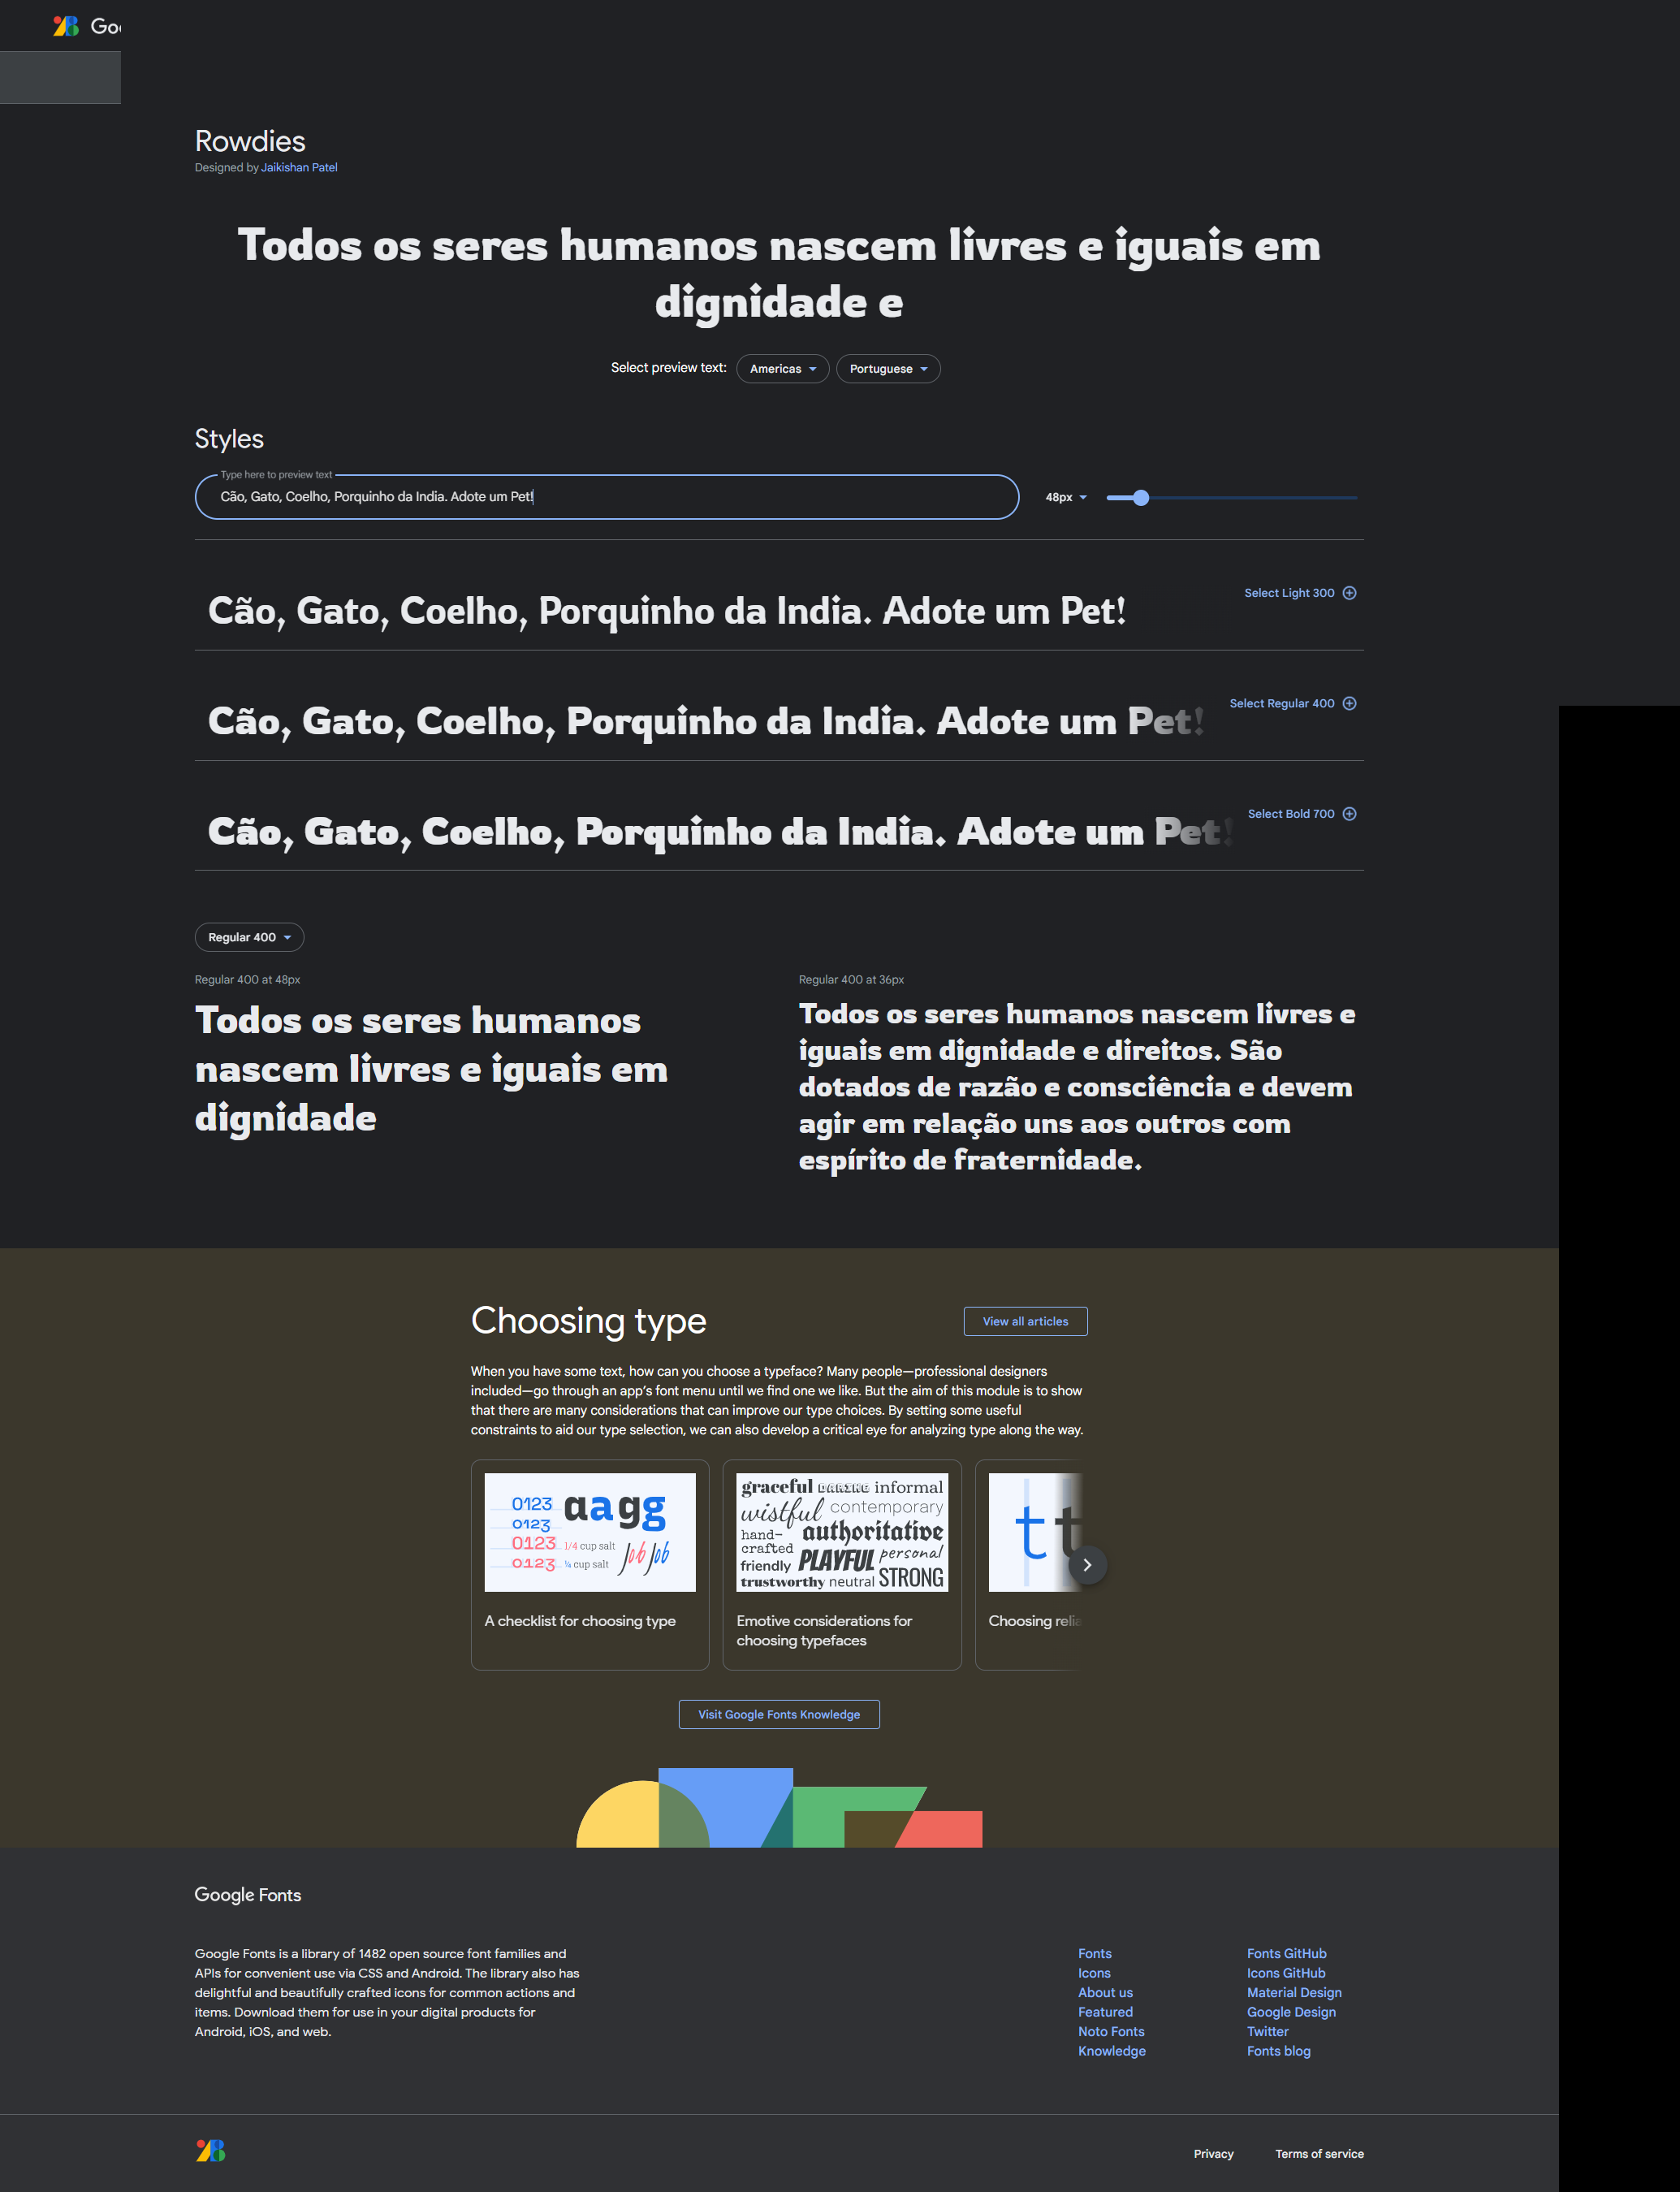 Rowdies
Designed by Jaikishan Patel
Todos os seres humanos nascem livres e iguais em
dignidade e
Select preview text: Americas Portuguese
Styles
Type here to preview text
Cão, Gato, Coelho, Porquinho da India. Adote um Pet!
48px
Select Light 300
Cão, Gato, Coelho, Porquinho da India. Adote um Pet!
Select Regular 400
Cão, Gato, Coelho, Porquinho da India. Adote um Pet!
Select Bold 700
Cão, Gato, Coelho, Porquinho da India. Adote um Pet!
Regular 400
Regular 400 at 48px
Todos os seres humanos
nascem livres e iguais em
dignidade
Regular 400 at 36px
Todos os seres humanos nascem livres e
iguais em dignidade e direitos. São
dotados de razão e consciência e devem
agir em relação uns aos outros com
espírito de fraternidade.
Choosing type
View all articles
When you have some text, how can you choose a typeface? Many people—professional designers
included—go through an app’s font menu until we find one we like. But the aim of this module is to show
that there are many considerations that can improve our type choices. By setting some useful
constraints to aid our type selection, we can also develop a critical eye for analyzing type along the way.
0123
0123
0123
0123
aagg
1/4 cup salt
¼ cup salt
job job
A checklist for choosing type
graceful DARING informal
wistful contemporary
hand-
crafted
authoritative
friendly PLAYFUL personal
trustworthy neutral STRONG
Emotive considerations for
choosing typefaces
t t
Choosing
Visit Google Fonts Knowledge
Google Fonts
Google Fonts is a library of 1482 open source font families and
APIs for convenient use via CSS and Android. The library also has
delightful and beautifully crafted icons for common actions and
items. Download them for use in your digital products for
Android, iOS, and web.
Fonts
Icons
About us
Featured
Noto Fonts
Knowledge
Fonts GitHub
Icons GitHub
Material Design
Google Design
Twitter
Fonts blog
Privacy
Terms of service